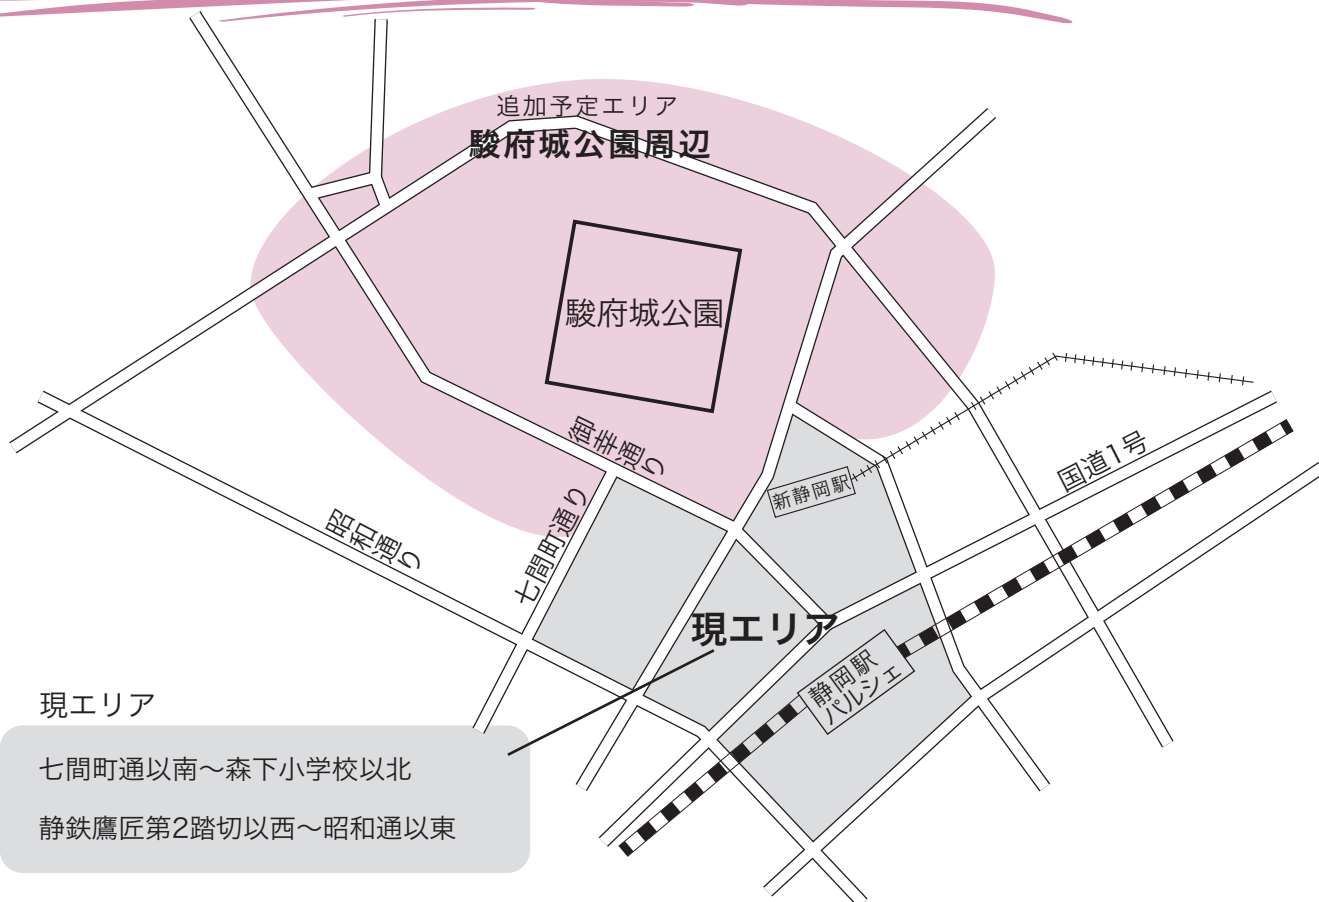 追加予定エリア
駿府城公園周辺
駿府城公園
御幸通り
国道1号
新静岡駅
七間町通り
昭和通り
現エリア
静岡駅
パルシェ
現エリア
七間町通以南～森下小学校以北
静鉄鷹匠第2踏切以西～昭和通以東